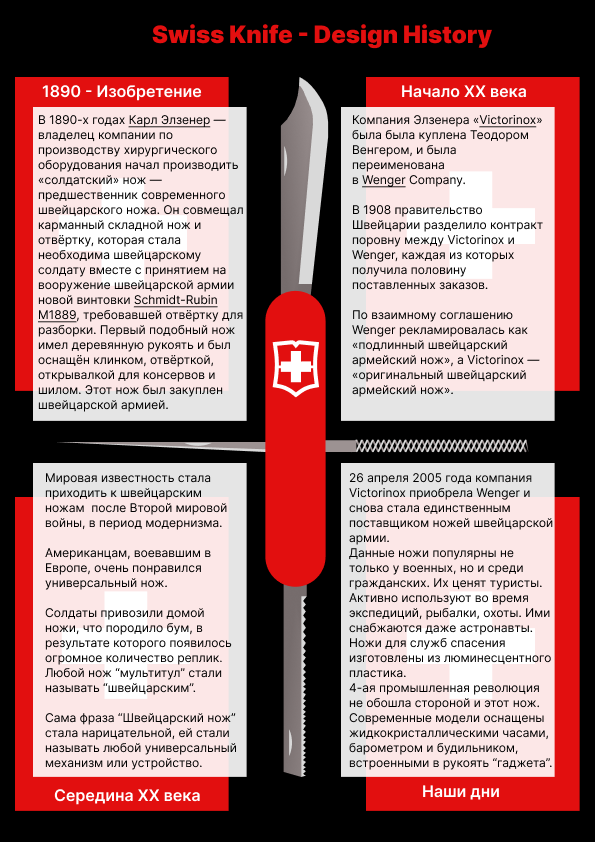 Swiss Knife - Design History
1890 - Изобретение
В 1890-х годах Карл Элзенер —
владелец компании по
производству хирургического
оборудования начал производить
«солдатский» нож —
предшественник современного
швейцарского ножа. Он совмещал
карманный складной нож и
отвёртку, которая стала
необходима швейцарскому
солдату вместе с принятием на
вооружение швейцарской армии
новой винтовки Schmidt-Rubin
M1889, требовавшей отвёртку для
разборки. Первый подобный нож
имел деревянную рукоять и был
оснащён клинком, отвёрткой,
открывалкой для консервов и
шилом. Этот нож был закуплен
швейцарской армией.
Начало XX века
Компания Элзенера «Victorinox»
была была куплена Теодором
Венгером, и была
переименована
в Wenger Company.
В 1908 правительство
Швейцарии разделило контракт
поровну между Victorinox и
Wenger, каждая из которых
получила половину
поставленных заказов.
По взаимному соглашению
Wenger рекламировалась как
«подлинный швейцарский
армейский нож», а Victorinox —
«оригинальный швейцарский
армейский нож».
Мировая известность стала
приходить к швейцарским
ножам  после Второй мировой
войны, в период модернизма.
Американцам, воевавшим в
Европе, очень понравился
универсальный нож.
Солдаты привозили домой
ножи, что породило бум, в
результате которого появилось
огромное количество реплик.
Любой нож “мультитул” стали
называть “швейцарским”.
Сама фраза “Швейцарский нож”
стала нарицательной, ей стали
называть любой универсальный
механизм или устройство.
Середина XX века
26 апреля 2005 года компания
Victorinox приобрела Wenger и
снова стала единственным
поставщиком ножей швейцарской
армии.
Данные ножи популярны не
только у военных, но и среди
гражданских. Их ценят туристы.
Активно используют во время
экспедиций, рыбалки, охоты. Ими
снабжаются даже астронавты.
Ножи для служб спасения
изготовлены из люминесцентного
пластика.
4-ая промышленная революция
не обошла стороной и этот нож.
Современные модели оснащены
жидкокристаллическими часами,
барометром и будильником,
встроенными в рукоять “гаджета”.
Наши дни